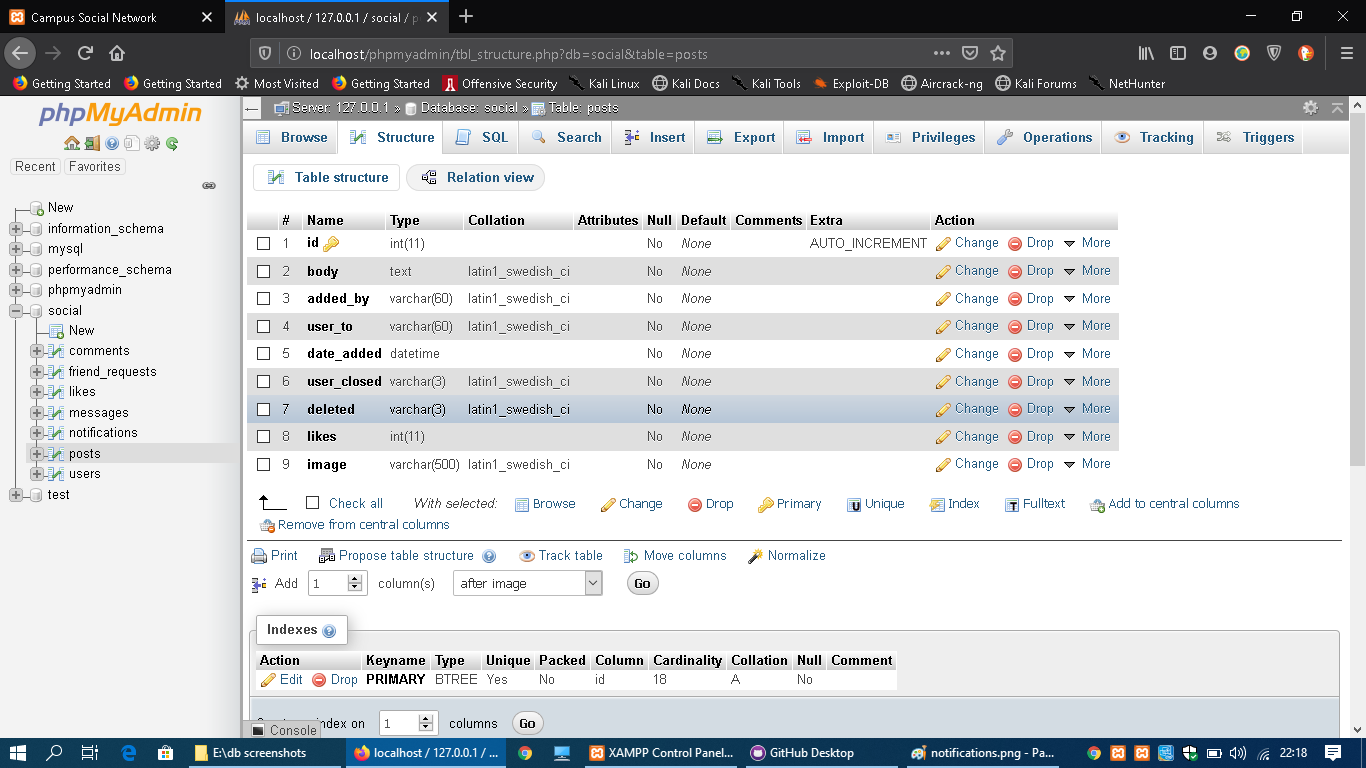 Campus Social Network
localhost / 127.0.0.1 / social / p
localhost/phpmyadmin/tbl_structure.php?db=social&table=posts
Getting Started Getting Started Most Visited Getting Started Offensive Security Kali Linux Kali Docs Kali Tools Exploit-DB Aircrack-ng Kali Forums NetHunter
phpMyAdmin
Recent Favorites
New
information_schema
mysql
performance_schema
phpmyadmin
social
New
comments
friend_requests
likes
messages
notifications
posts
users
test
Server: 127.0.0.1 » Database: social » Table: posts
Browse Structure SQL Search Insert Export Import Privileges Operations Tracking Triggers
Table structure Relation view
# Name Type Collation Attributes Null Default Comments Extra Action
1 id int(11) No None AUTO_INCREMENT Change Drop More
2 body text latin1_swedish_ci No None Change Drop More
3 added_by varchar(60) latin1_swedish_ci No None Change Drop More
4 user_to varchar(60) latin1_swedish_ci No None Change Drop More
5 date_added datetime No None Change Drop More
6 user_closed varchar(3) latin1_swedish_ci No None Change Drop More
7 deleted varchar(3) latin1_swedish_ci No None Change Drop More
8 likes int(11) No None Change Drop More
9 image varchar(500) latin1_swedish_ci No None Change Drop More
Check all With selected: Browse Change Drop Primary Unique Index Fulltext Add to central columns
Remove from central columns
Print Propose table structure Track table Move columns Normalize
Add 1 column(s) after image Go
Indexes
Action Keyname Type Unique Packed Column Cardinality Collation Null Comment
Edit Drop PRIMARY BTREE Yes No id 18 A No
index on 1 columns Go
Console
E:\db screenshots localhost / 127.0.0.1 / ... XAMPP Control Panel... GitHub Desktop notifications.png - Pa... 22:18